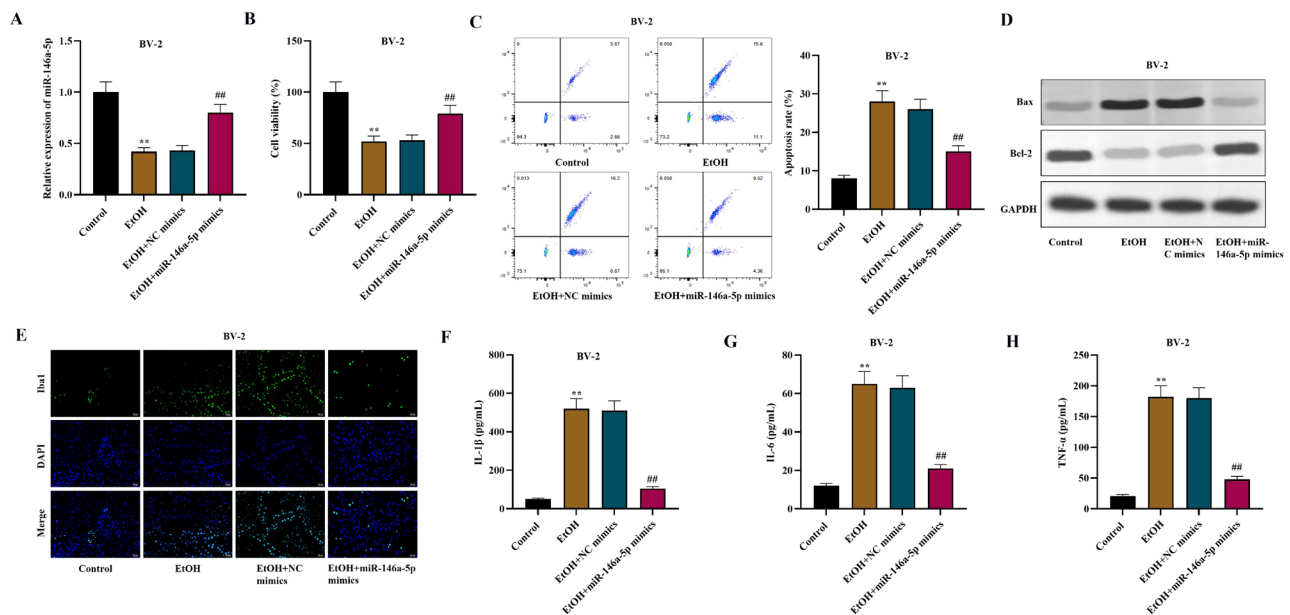 A
BV-2
Relative expression of miR-146a-5p
1.5
1.0
0.5
0.0
**
##
Control
EtOH
EtOH+NC mimics
EtOH+miR-146a-5p mimics
B
BV-2
Cell viability (%)
150
100
50
0
**
##
Control
EtOH
EtOH+NC mimics
EtOH+miR-146a-5p mimics
C
BV-2
0
3.07
94.3
Control
15.6
73.2
11.1
EtOH
0.013
16.2
75.1
8.67
EtOH+NC mimics
9.52
4.36
EtOH+miR-146a-5p mimics
BV-2
Apoptosis rate (%)
40
30
20
10
0
**
##
Control
EtOH
EtOH+NC mimics
EtOH+miR-146a-5p mimics
D
BV-2
Bax
Bcl-2
GAPDH
Control
EtOH
EtOH+N
C mimics
EtOH+miR-
146a-5p mimics
E
BV-2
Iba1
DAPI
Merge
Control
EtOH
EtOH+NC
mimics
EtOH+miR-146a-5p
mimics
F
BV-2
IL-1β (pg/mL)
800
600
400
200
0
**
##
Control
EtOH
EtOH+NC mimics
EtOH+miR-146a-5p mimics
G
BV-2
IL-6 (pg/mL)
80
60
40
20
0
**
##
Control
EtOH
EtOH+NC mimics
EtOH+miR-146a-5p mimics
H
BV-2
TNF-α (pg/mL)
250
200
150
100
50
0
**
##
Control
EtOH
EtOH+NC mimics
EtOH+miR-146a-5p mimics